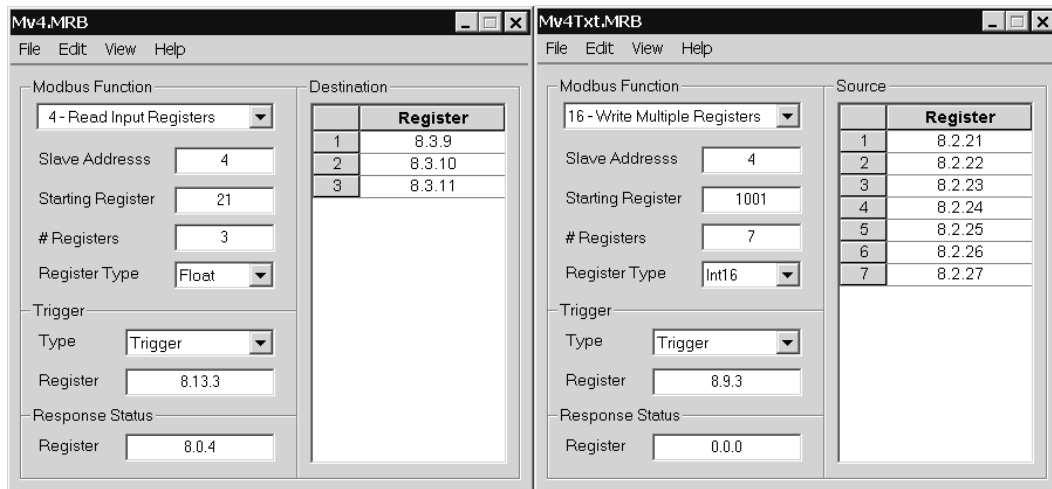 Mv4.MRB
File Edit View Help
Modbus Function
4 - Read Input Registers
Slave Addresss 4
Starting Register 21
# Registers 3
Register Type Float
Trigger
Type Trigger
Register 8.13.3
Response Status
Register 8.0.4
Destination
Register
1 8.3.9
2 8.3.10
3 8.3.11
Mv4Txt.MRB
File Edit View Help
Modbus Function
16 - Write Multiple Registers
Slave Addresss 4
Starting Register 1001
# Registers 7
Register Type Int16
Trigger
Type Trigger
Register 8.9.3
Response Status
Register 0.0.0
Source
Register
1 8.2.21
2 8.2.22
3 8.2.23
4 8.2.24
5 8.2.25
6 8.2.26
7 8.2.27